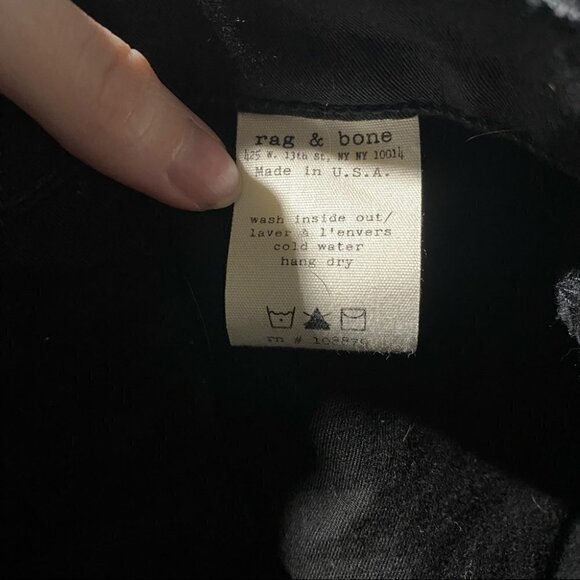 rag & bone
425 W. 13th St, NY NY 10014
Made in U.S.A.
wash inside out/
laver à l'envers
cold water
hang dry
rn #